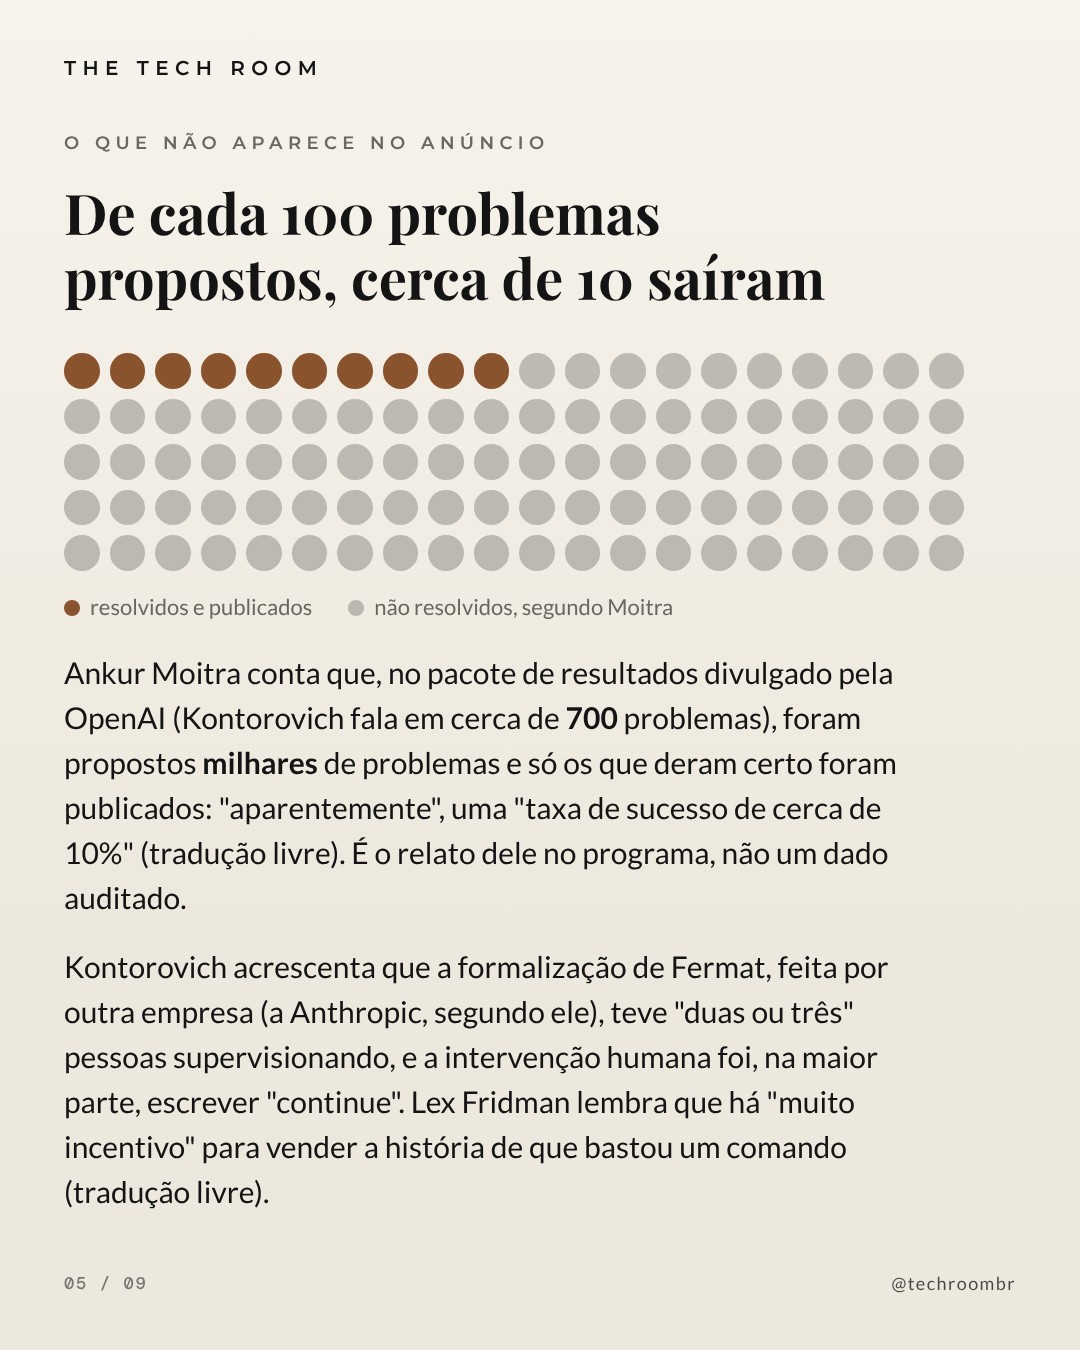 THE TECH ROOM
O QUE NÃO APARECE NO ANÚNCIO
De cada 100 problemas
propostos, cerca de 10 saíram
resolvidos e publicados
não resolvidos, segundo Moitra
Ankur Moitra conta que, no pacote de resultados divulgado pela
OpenAI (Kontorovich fala em cerca de 700 problemas), foram
propostos milhares de problemas e só os que deram certo foram
publicados: "aparentemente", uma "taxa de sucesso de cerca de
10%" (tradução livre). É o relato dele no programa, não um dado
auditado.
Kontorovich acrescenta que a formalização de Fermat, feita por
outra empresa (a Anthropic, segundo ele), teve "duas ou três"
pessoas supervisionando, e a intervenção humana foi, na maior
parte, escrever "continue". Lex Fridman lembra que há "muito
incentivo" para vender a história de que bastou um comando
(tradução livre).
05 / 09
@techroombr